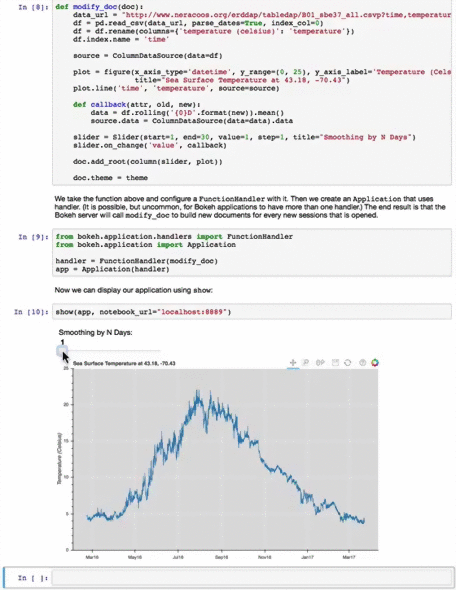 In [8]: def modify_doc(doc):
data_url = "http://www.neracoos.org/erddap/tabledap/B01_sbe37_all.csvp?time,temperatur
df = pd.read_csv(data_url, parse_dates=True, index_col=0)
df = df.rename(columns={'temperature (celsius)': 'temperature'})
df.index.name = 'time'
source = ColumnDataSource(data=df)
plot = figure(x_axis_type='datetime', y_range=(0, 25), y_axis_label='Temperature (Cels
title="Sea Surface Temperature at 43.18, -70.43")
plot.line('time', 'temperature', source=source)
def callback(attr, old, new):
data = df.rolling('{0}D'.format(new)).mean()
source.data = ColumnDataSource(data=data).data
slider = Slider(start=1, end=30, value=1, step=1, title="Smoothing by N Days")
slider.on_change('value', callback)
doc.add_root(column(slider, plot))
doc.theme = theme
We take the function above and configure a FunctionHandler with it. Then we create an Application that uses
handler. (It is possible, but uncommon, for Bokeh applications to have more than one handler.) The end result is that the
Bokeh server will call modify_doc to build new documents for every new sessions that is opened.
In [9]: from bokeh.application.handlers import FunctionHandler
from bokeh.application import Application
handler = FunctionHandler(modify_doc)
app = Application(handler)
Now we can display our application using show:
In [10]: show(app, notebook_url="localhost:8889")
Smoothing by N Days:
1
Sea Surface Temperature at 43.18, -70.43
25
20
15
10
5
0
Temperature (Celsius)
Mar16 May16 Jul16 Sep16 Nov16 Jan17 Mar17
In [ ]: